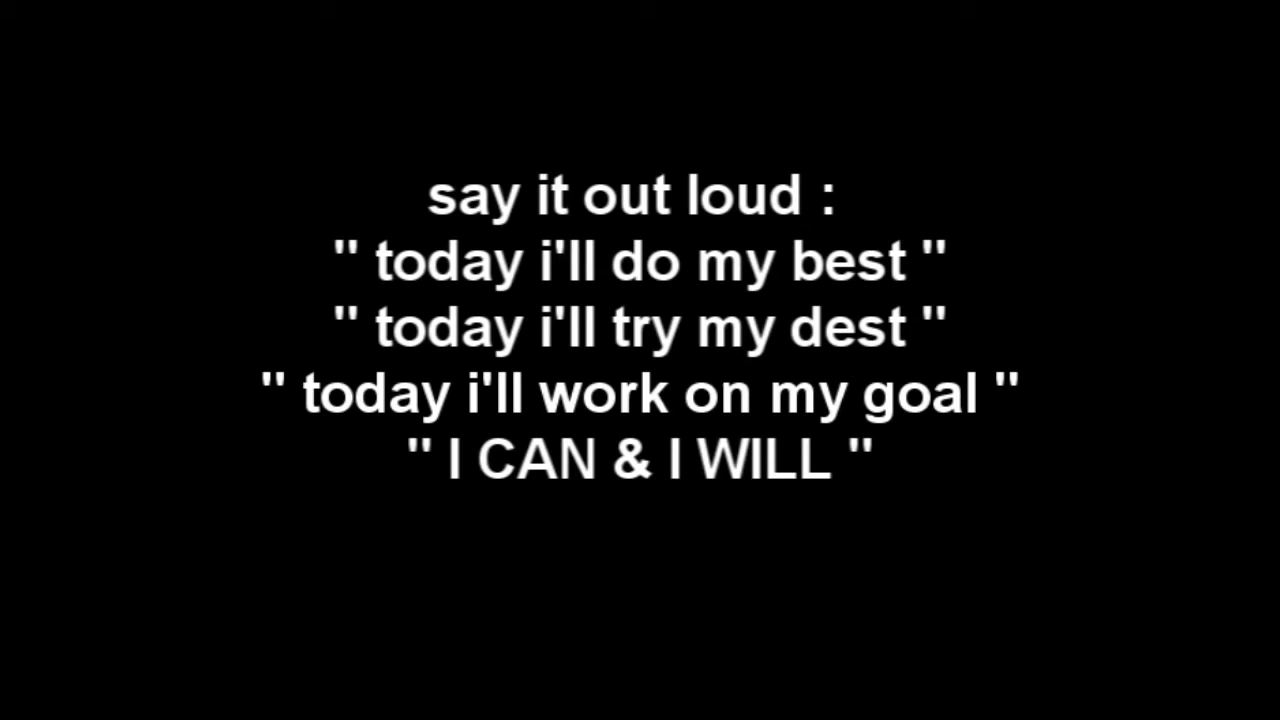 say it out loud :
" today i'll do my best "
" today i'll try my dest "
" today i'll work on my goal "
" I CAN & I WILL "